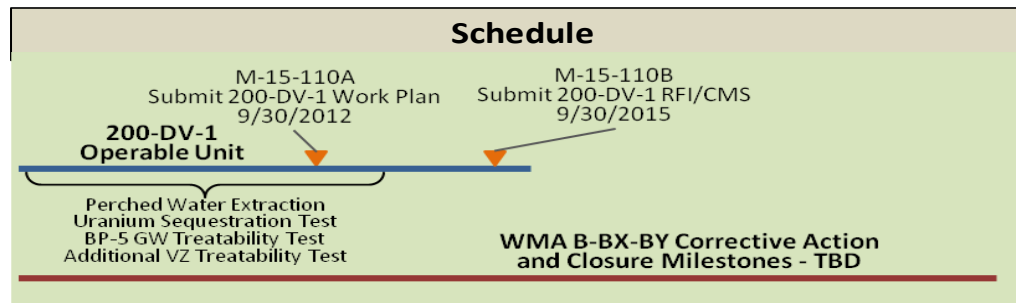 Schedule
M-15-110A
Submit 200-DV-1 Work Plan
9/30/2012
M-15-110B
Submit 200-DV-1 RFI/CMS
9/30/2015
200-DV-1
Operable Unit
Perched Water Extraction
Uranium Sequestration Test
BP-5 GW Treatability Test
Additional VZ Treatability Test
WMA B-BX-BY Corrective Action
and Closure Milestones - TBD